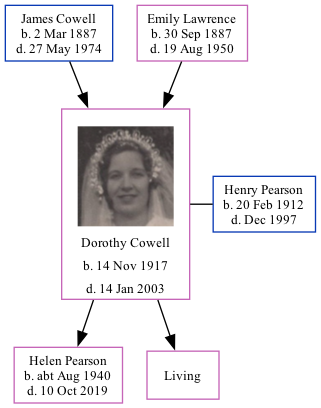 James Cowell
b. 2 Mar 1887
d. 27 May 1974
Emily Lawrence
b. 30 Sep 1887
d. 19 Aug 1950
Dorothy Cowell
b. 14 Nov 1917
d. 14 Jan 2003
Henry Pearson
b. 20 Feb 1912
d. Dec 1997
Helen Pearson
b. abt Aug 1940
d. 10 Oct 2019
Living